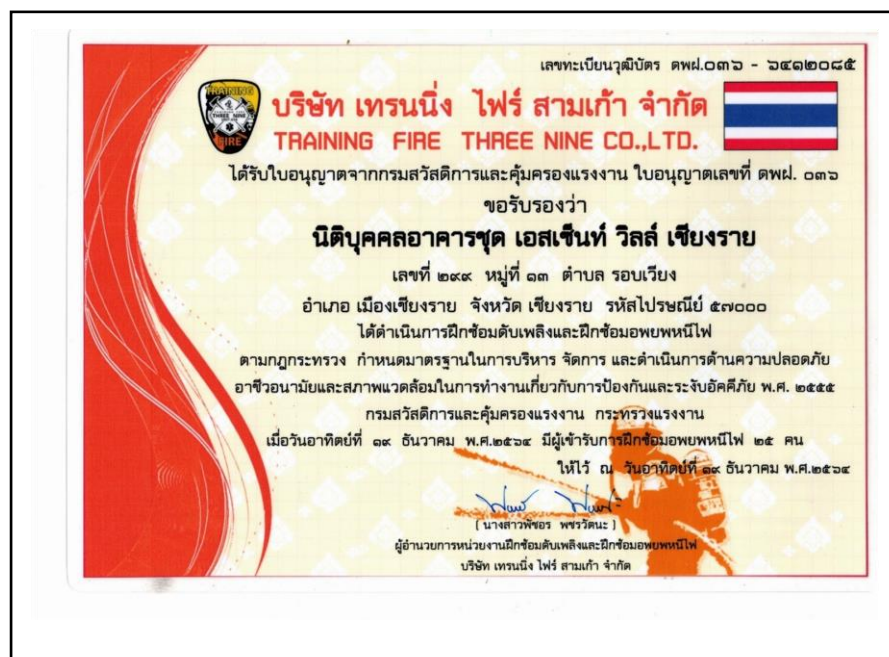 เลขทะเบียนวุฒิบัตร ดพฝ.๐๓๖ - ๖๔๑๒๐๘๕
TRAINING
THREE NINE
FIRE
บริษัท เทรนนิ่ง ไฟร์ สามเก้า จำกัด
TRAINING FIRE THREE NINE CO.,LTD.
ได้รับใบอนุญาตจากกรมสวัสดิการและคุ้มครองแรงงาน ใบอนุญาตเลขที่ ดพฝ. ๐๓๖
ขอรับรองว่า
นิติบุคคลอาคารชุด เอสเซ็นท์ วิลล์ เชียงราย
เลขที่ ๒๙๙ หมู่ที่ ๑๓ ตำบล รอบเวียง
อำเภอ เมืองเชียงราย จังหวัด เชียงราย รหัสไปรษณีย์ ๕๗๐๐๐
ได้ดำเนินการฝึกซ้อมดับเพลิงและฝึกซ้อมอพยพหนีไฟ
ตามกฎกระทรวง กำหนดมาตรฐานในการบริหาร จัดการ และดำเนินการด้านความปลอดภัย
อาชีวอนามัยและสภาพแวดล้อมในการทำงานเกี่ยวกับการป้องกันและระงับอัคคีภัย พ.ศ. ๒๕๕๕
กรมสวัสดิการและคุ้มครองแรงงาน กระทรวงแรงงาน
เมื่อวันอาทิตย์ที่ ๑๙ ธันวาคม พ.ศ.๒๕๖๔ มีผู้เข้ารับการฝึกซ้อมอพยพหนีไฟ ๒๕ คน
ให้ไว้ ณ วันอาทิตย์ที่ ๑๙ ธันวาคม พ.ศ.๒๕๖๔
( นางสาวพัชอร พชรวัตนะ )
ผู้อำนวยการหน่วยงานฝึกซ้อมดับเพลิงและฝึกซ้อมอพยพหนีไฟ
บริษัท เทรนนิ่ง ไฟร์ สามเก้า จำกัด